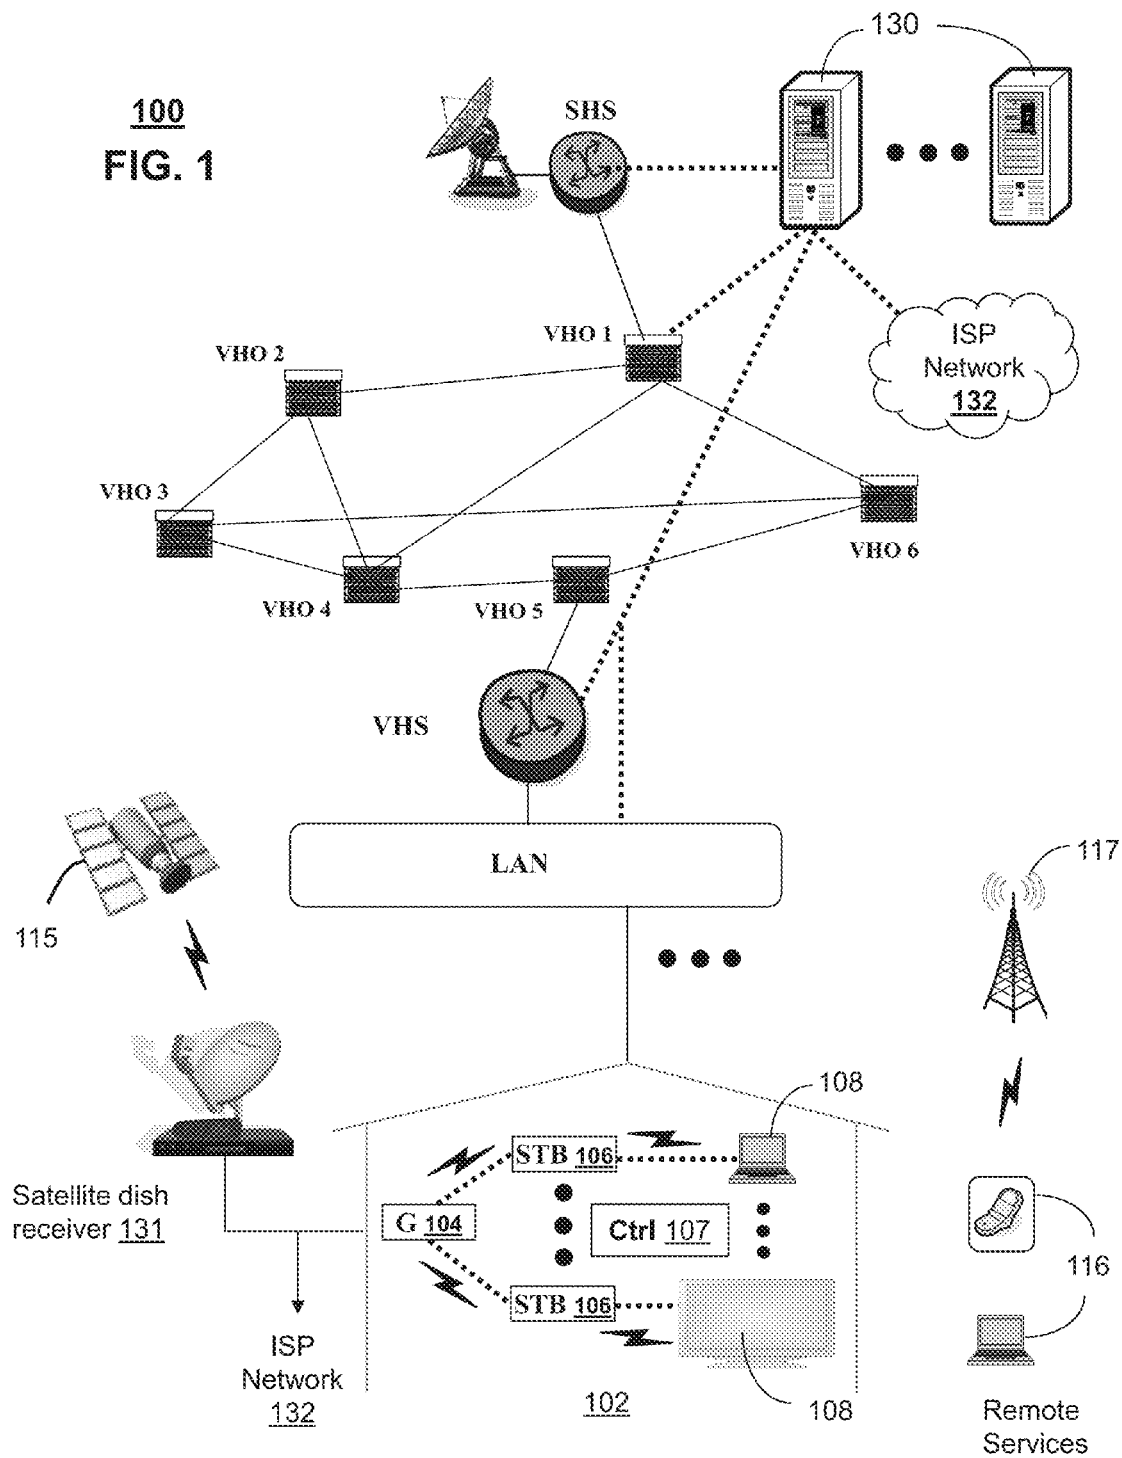 130
100
FIG. 1
SHS
ISP
Network
132
VHO 1
VHO 2
VHO 3
VHO 6
VHO 4
VHO 5
VHS
LAN
117
115
108
STB 106
Satellite dish
receiver 131
G 104
Ctrl 107
116
STB 106
ISP
Network
132
102
108
Remote
Services